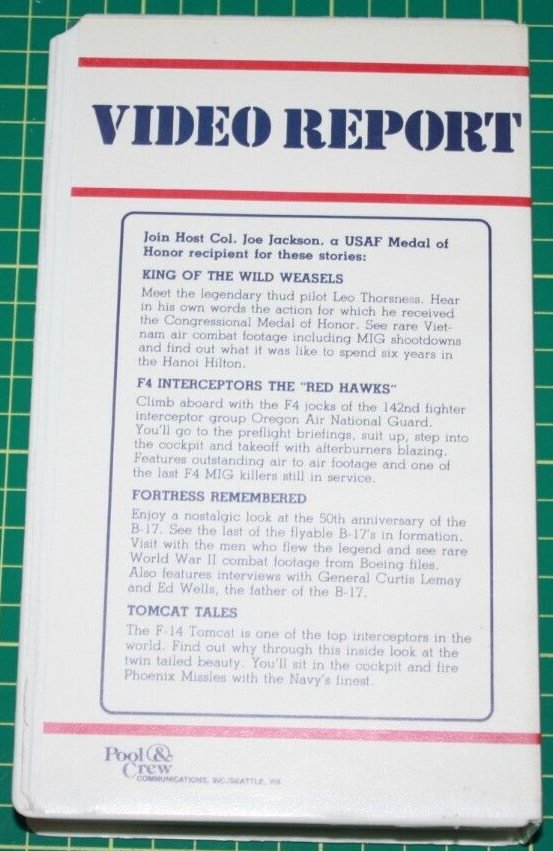 VIDEO REPORT
Join Host Col. Joe Jackson, a USAF Medal of
Honor recipient for these stories:
KING OF THE WILD WEASELS
Meet the legendary thud pilot Leo Thorsness. Hear
in his own words the action for which he received
the Congressional Medal of Honor. See rare Viet-
nam air combat footage including MIG shootdowns
and find out what it was like to spend six years in
the Hanoi Hilton.
F4 INTERCEPTORS THE "RED HAWKS"
Climb aboard with the F4 jocks of the 142nd fighter
interceptor group Oregon Air National Guard.
You'll go to the preflight briefings, suit up, step into
the cockpit and takeoff with afterburners blazing.
Features outstanding air to air footage and one of
the last F4 MIG killers still in service.
FORTRESS REMEMBERED
Enjoy a nostalgic look at the 50th anniversary of the
B-17. See the last of the flyable B-17's in formation.
Visit with the men who flew the legend and see rare
World War II combat footage from Boeing files.
Also features interviews with General Curtis Lemay
and Ed Wells, the father of the B-17.
TOMCAT TALES
The F-14 Tomcat is one of the top interceptors in the
world. Find out why through this inside look at the
twin tailed beauty. You'll sit in the cockpit and fire
Phoenix Missles with the Navy's finest.
Pool &
Crew
COMMUNICATIONS, INC./SEATTLE, WA